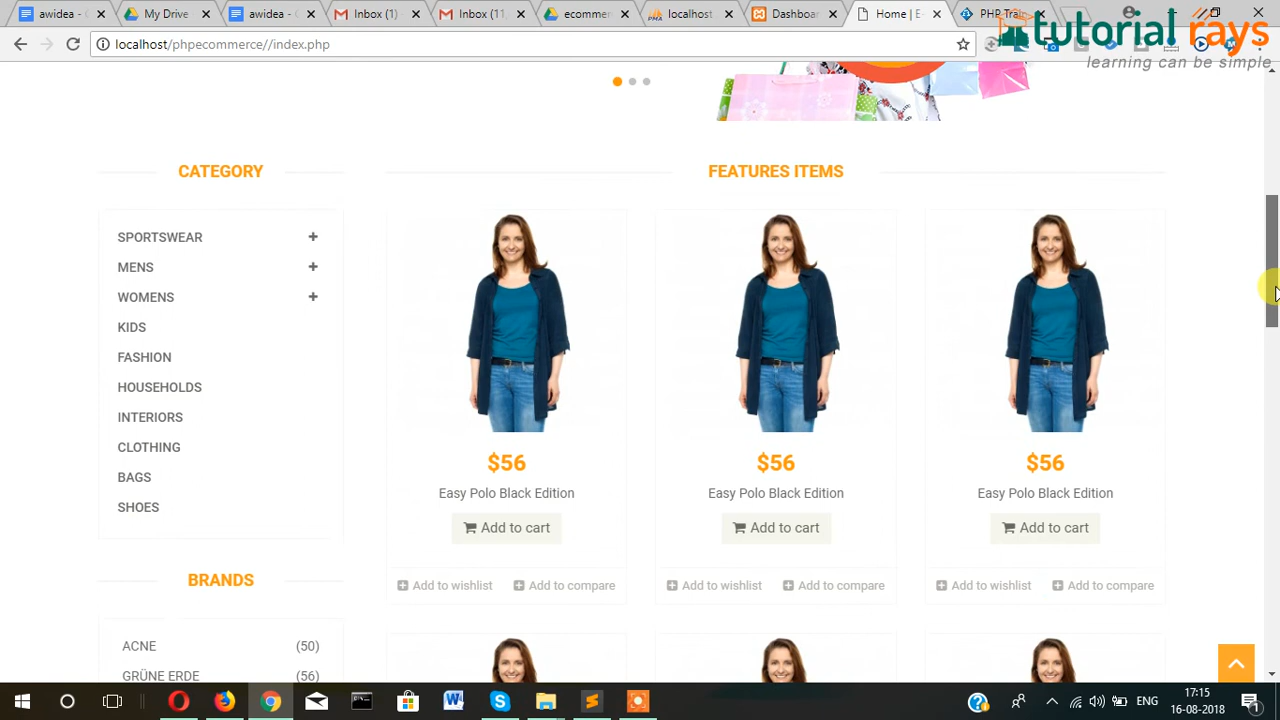 awidea -
awidea -
Inbox (1)
Inbox (11
ecomme
localhost
Dashboar
Home | E-
PHP Tr
tutorial rays
learning can be simple
localhost/phpecommerce//index.php
CATEGORY
FEATURES ITEMS
SPORTSWEAR
MENS
WOMENS
KIDS
FASHION
HOUSEHOLDS
INTERIORS
CLOTHING
BAGS
SHOES
$56 $56 $56
Easy Polo Black Edition Easy Polo Black Edition Easy Polo Black Edition
Add to cart Add to cart Add to cart
Add to wishlist Add to compare Add to wishlist Add to compare Add to wishlist Add to compare
BRANDS
ACNE (50)
GRÜNE ERDE (56)
ENG
17:15
16-08-2018
1